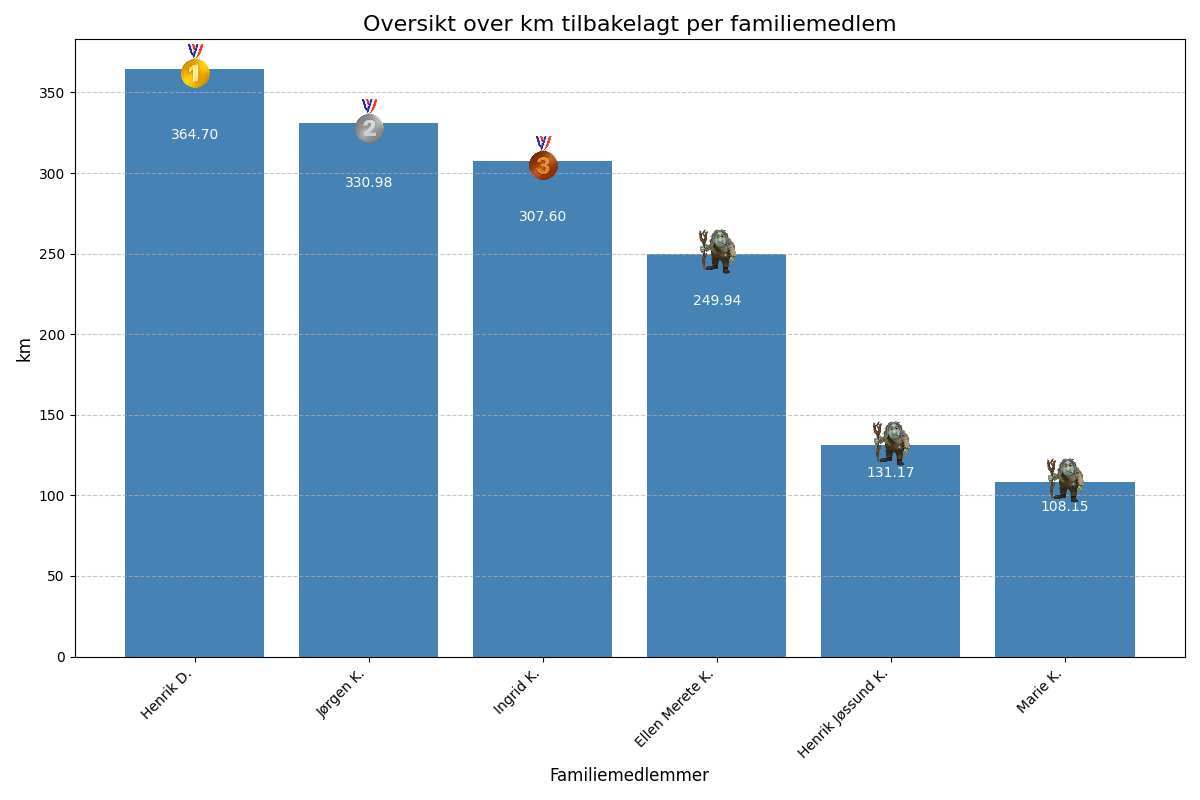 Oversikt over km tilbakelagt per familiemedlem
km
350
300
250
200
150
100
50
0
1
2
3
364.70
330.98
307.60
249.94
131.17
108.15
Henrik D.
Jørgen K.
Ingrid K.
Ellen Merete K.
Henrik Jøssund K.
Marie K.
Familiemedlemmer